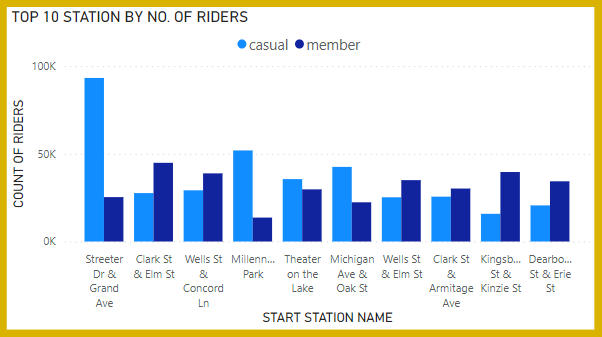 TOP 10 STATION BY NO. OF RIDERS
casual member
100K
50K
0K
COUNT OF RIDERS
Streeter
Dr &
Grand
Ave
Clark St
& Elm St
Wells St
&
Concord
Ln
Millenn...
Park
Theater
on the
Lake
Michigan
Ave &
Oak St
Wells St
& Elm St
Clark St
&
Armitage
Ave
Kingsb...
St &
Kinzie St
Dearbo...
St & Erie
St
START STATION NAME